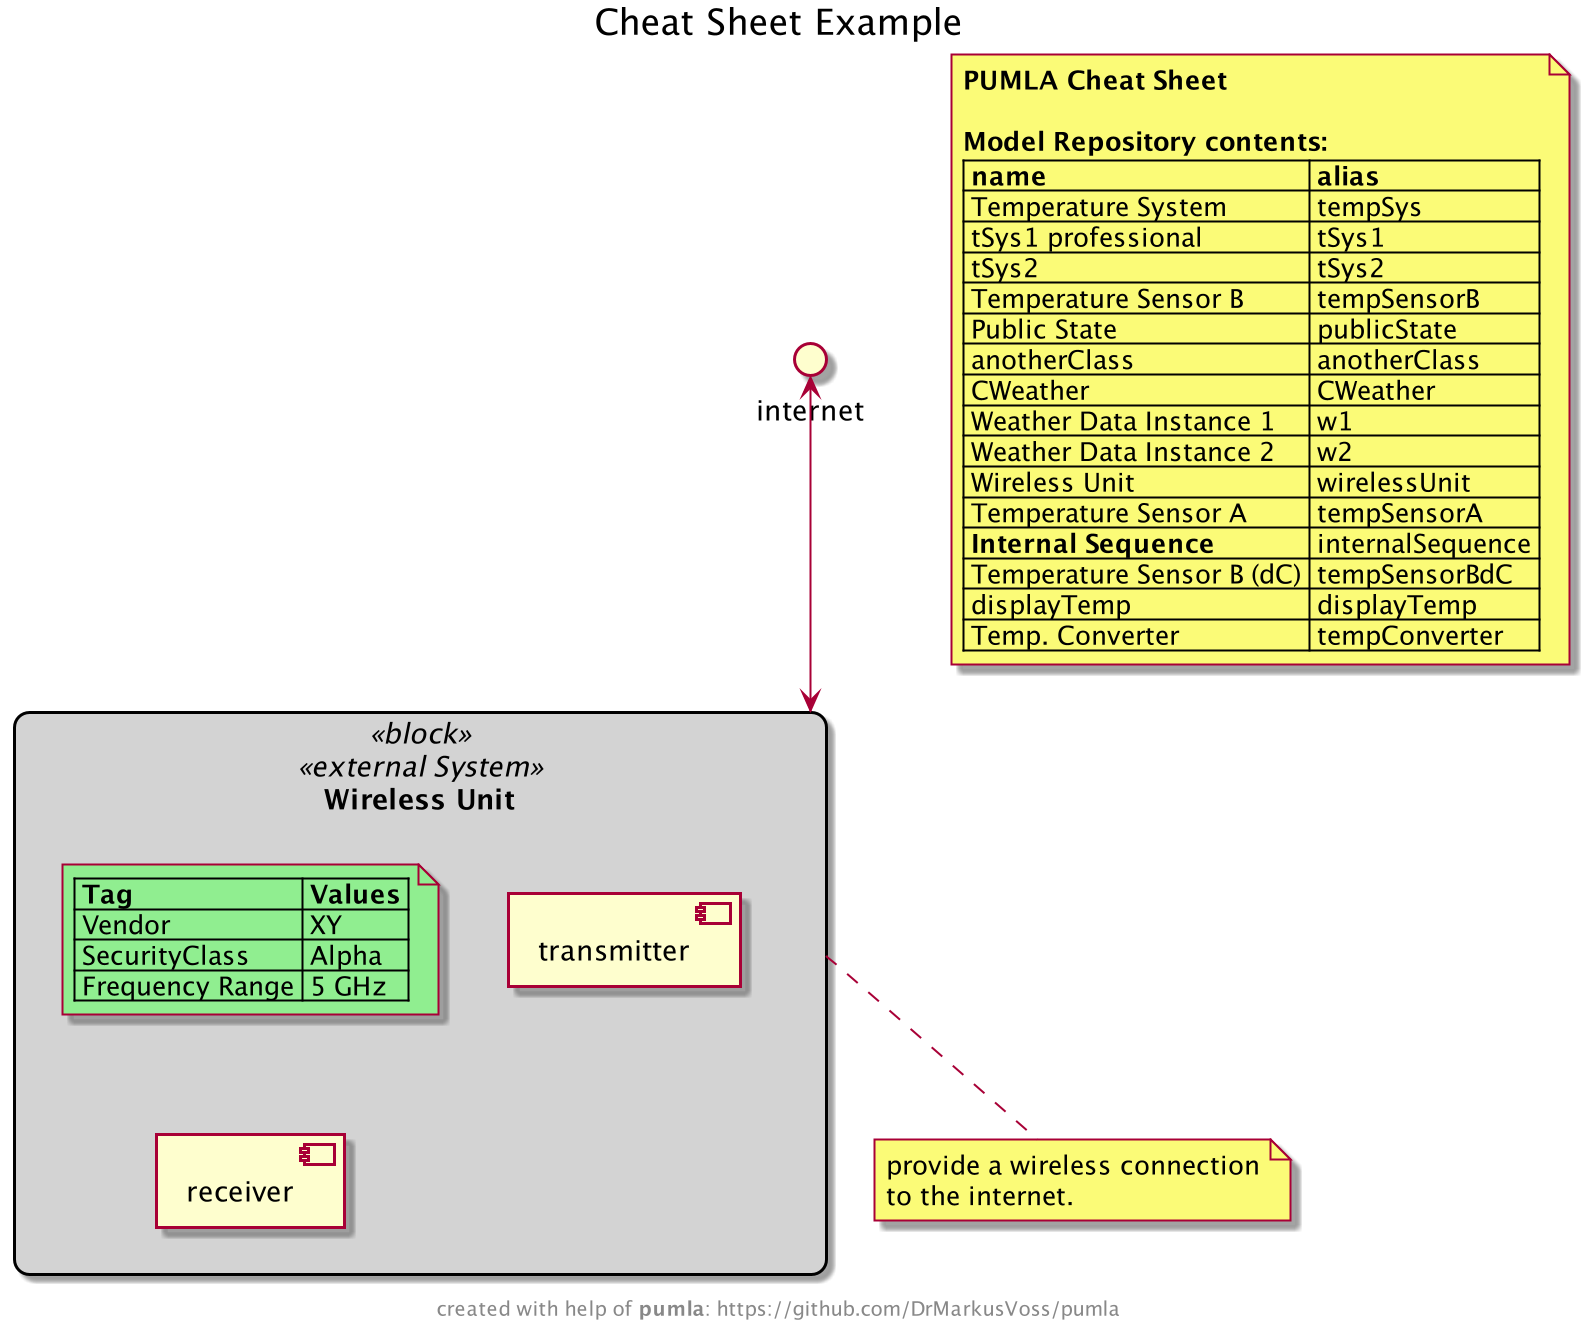 Cheat Sheet Example
PUMLA Cheat Sheet
Model Repository contents:
name alias
Temperature System tempSys
tSys1 professional tSys1
tSys2 tSys2
Temperature Sensor B tempSensorB
Public State publicState
anotherClass anotherClass
CWeather CWeather
Weather Data Instance 1 w1
Weather Data Instance 2 w2
Wireless Unit wirelessUnit
Temperature Sensor A tempSensorA
Internal Sequence internalSequence
Temperature Sensor B (dC) tempSensorBdC
displayTemp displayTemp
Temp. Converter tempConverter
internet
«block»
«external System»
Wireless Unit
Tag Values
Vendor XY
SecurityClass Alpha
Frequency Range 5 GHz
transmitter
receiver
provide a wireless connection
to the internet.
created with help of pumla: https://github.com/DrMarkusVoss/pumla